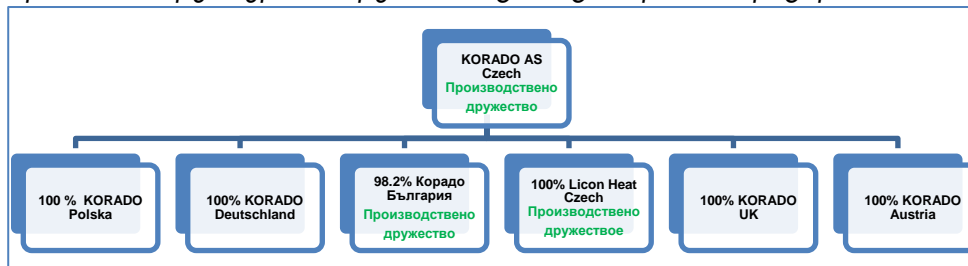 KORADO AS
Czech
Производствено
дружество
100 % KORADO
Polska
100% KORADO
Deutschland
98.2% Корадо
България
Производствено
дружество
100% Licon Heat
Czech
Производствено
дружествое
100% KORADO
UK
100% KORADO
Austria